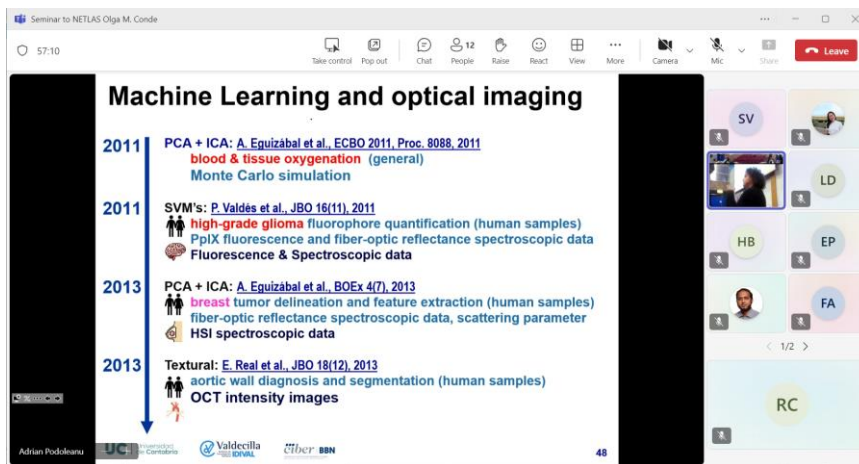 Seminar to NETLAS Olga M. Conde
57:10
Take control
Pop out
Chat
12
People
Raise
React
View
More
Camera
Mic
Share
Leave
Machine Learning and optical imaging
2011 PCA + ICA: A. Eguizábal et al., ECBO 2011, Proc. 8088, 2011
blood & tissue oxygenation (general)
Monte Carlo simulation
2011 SVM's: P. Valdés et al., JBO 16(11), 2011
high-grade glioma fluorophore quantification (human samples)
PpIX fluorescence and fiber-optic reflectance spectroscopic data
Fluorescence & Spectroscopic data
2013 PCA + ICA: A. Eguizábal et al., BOEx 4(7), 2013
breast tumor delineation and feature extraction (human samples)
fiber-optic reflectance spectroscopic data, scattering parameter
HSI spectroscopic data
2013 Textural: E. Real et al., JBO 18(12), 2013
aortic wall diagnosis and segmentation (human samples)
OCT intensity images
Adrian Podoleanu
UC
de Cantabria
Valdecilla
IDIVAL
ciber BBN
48
SV
LD
HB
EP
FA
1/2
RC